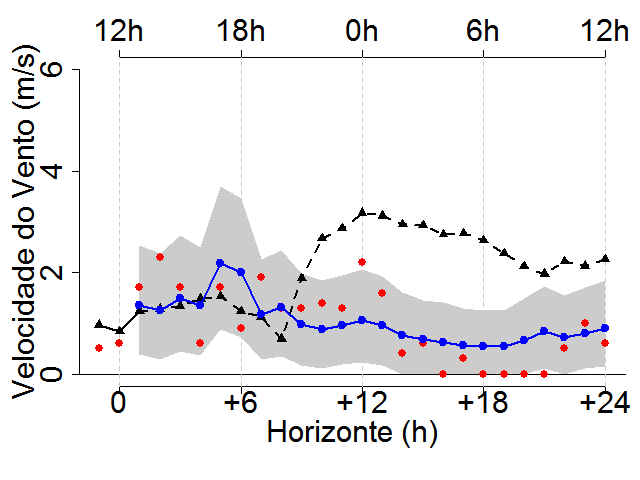 12h 18h 0h 6h 12h
Velocidade do Vento (m/s)
6
4
2
0
0 +6 +12 +18 +24
Horizonte (h)